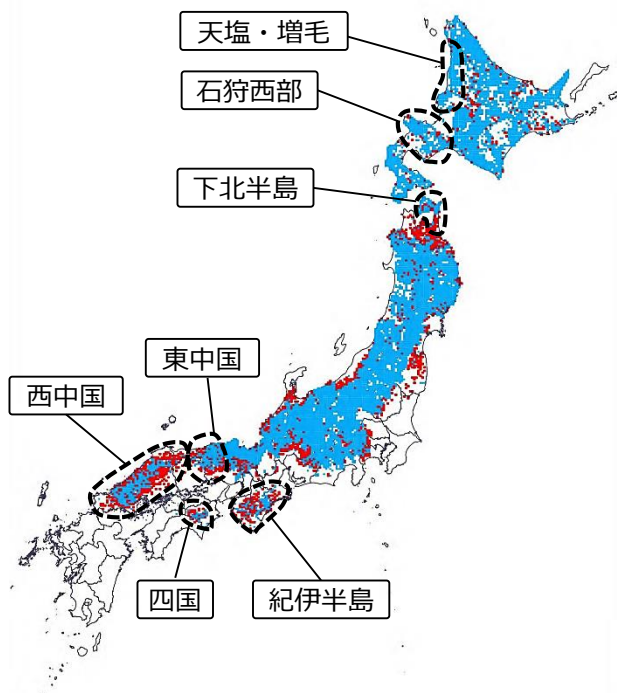 天塩・増毛
石狩西部
下北半島
東中国
西中国
四国
紀伊半島